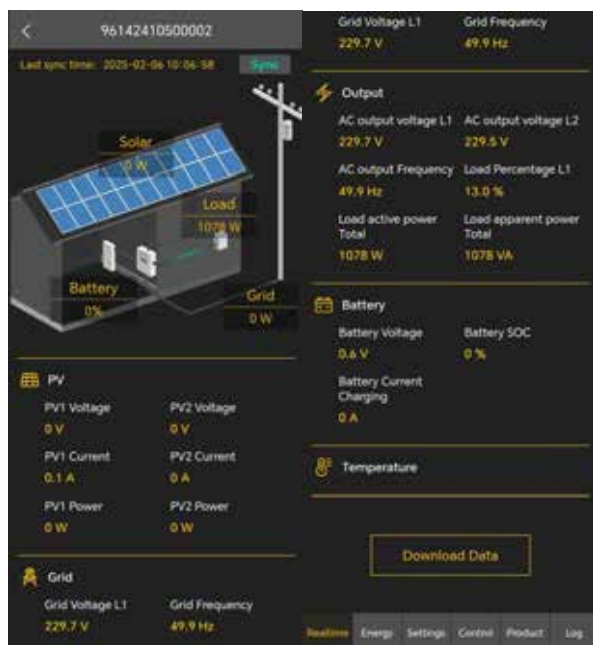 96142410500002
Last sync time: 2025-02-06 10:06:58 Sync
Solar
0 W
Load
1078 W
Battery
0%
Grid
0 W
PV
PV1 Voltage PV2 Voltage
0 V 0 V
PV1 Current PV2 Current
0.1 A 0 A
PV1 Power PV2 Power
0 W 0 W
Grid
Grid Voltage L1 Grid Frequency
229.7 V 49.9 Hz
Grid Voltage L1 Grid Frequency
229.7 V 49.9 Hz
Output
AC output voltage L1 AC output voltage L2
229.7 V 229.5 V
AC output Frequency Load Percentage L1
49.9 Hz 13.0 %
Load active power Load apparent power
Total Total
1078 W 1078 VA
Battery
Battery Voltage Battery SOC
0.6 V 0 %
Battery Current
Charging
0 A
Temperature
Download Data
Realtime Energy Settings Control Product Log